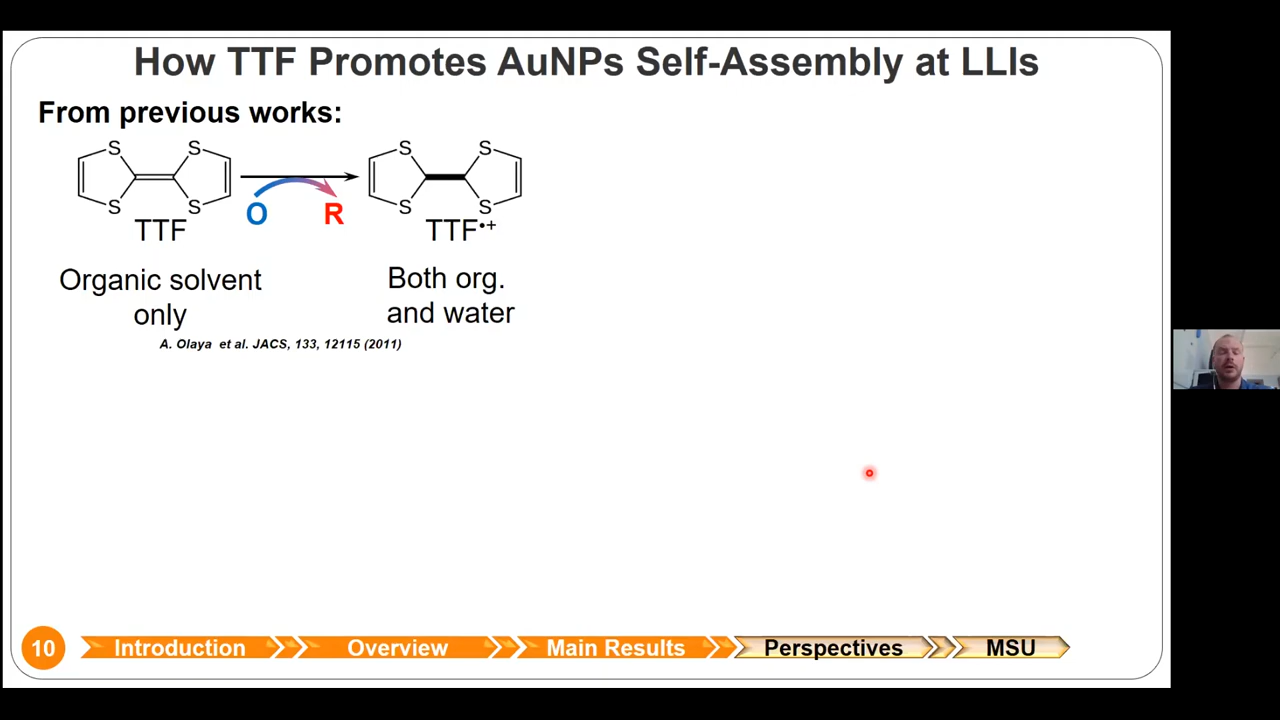 How TTF Promotes AuNPs Self-Assembly at LLIs
From previous works:
S S S S
S S S S
O R
TTF TTF•+
Organic solvent only
Both org. and water
A. Olaya et al. JACS, 133, 12115 (2011)
10 Introduction Overview Main Results Perspectives MSU